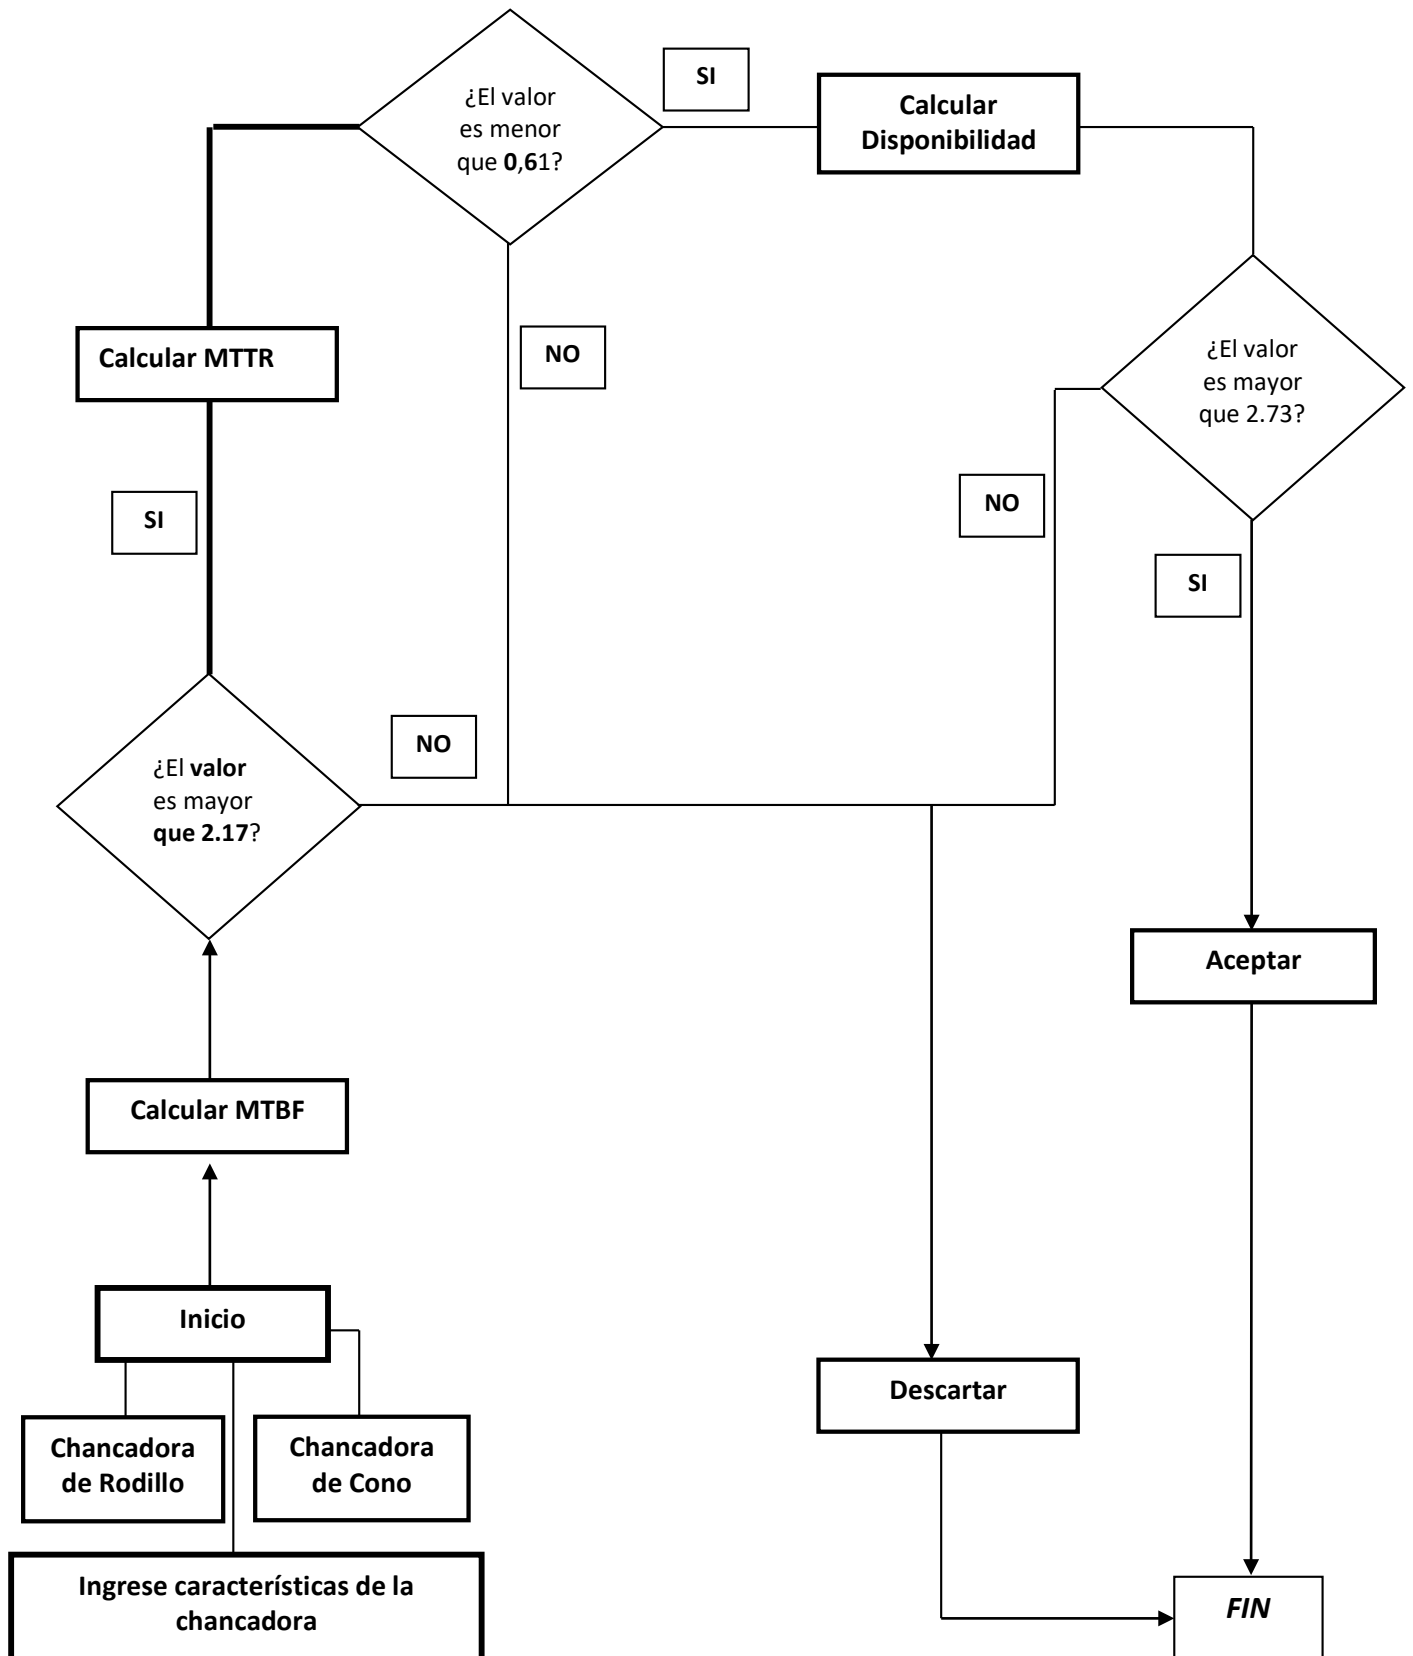 ¿El valor
es menor
que 0,61?
SI
Calcular
Disponibilidad
Calcular MTTR
NO
¿El valor
es mayor
que 2.73?
SI
NO
SI
NO
¿El valor
es mayor
que 2.17?
Aceptar
Calcular MTBF
Inicio
Descartar
Chancadora
de Rodillo
Chancadora
de Cono
Ingrese características de la
chancadora
FIN